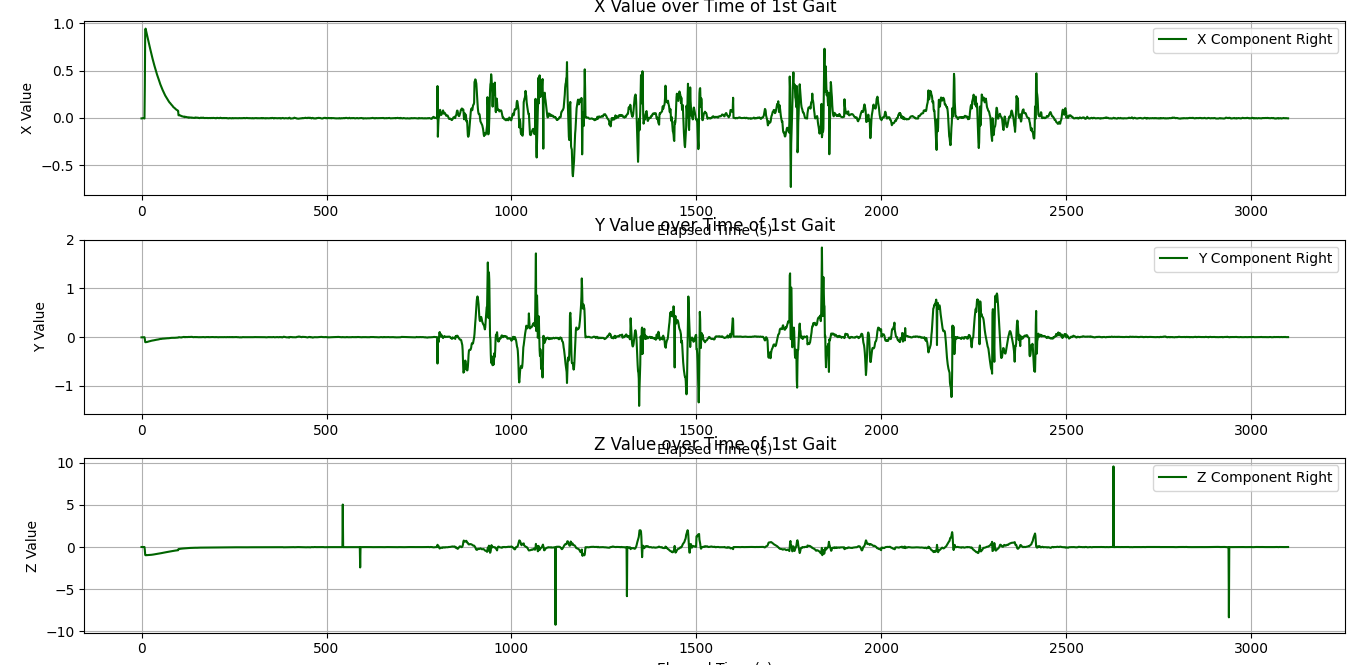 X Value over Time of 1st Gait
1.0
0.5
0.0
−0.5
X Value
X Component Right
0 500 1000 1500 2000 2500 3000
Elapsed Time (s)
Y Value over Time of 1st Gait
2
1
0
−1
Y Value
Y Component Right
0 500 1000 1500 2000 2500 3000
Elapsed Time (s)
Z Value over Time of 1st Gait
10
5
0
−5
−10
Z Value
Z Component Right
0 500 1000 1500 2000 2500 3000
Elapsed Time (s)